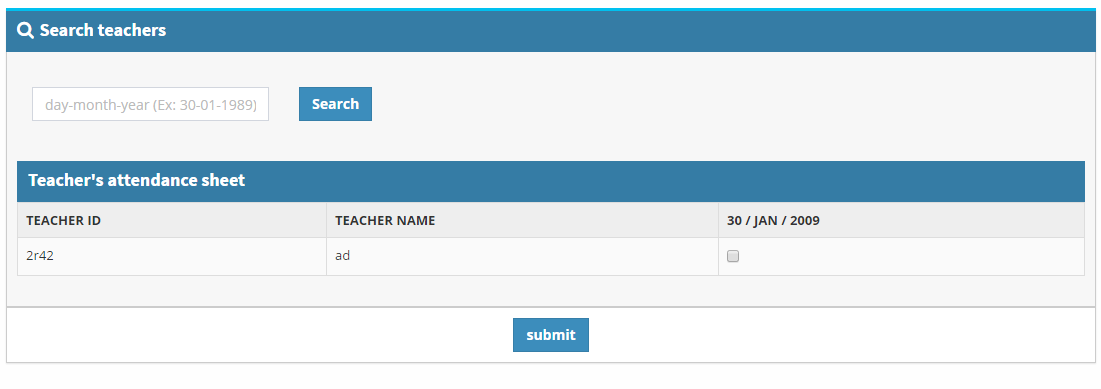 Search teachers
day-month-year (Ex: 30-01-1989)
Search
Teacher's attendance sheet
TEACHER ID TEACHER NAME 30 / JAN / 2009
2r42 ad
submit